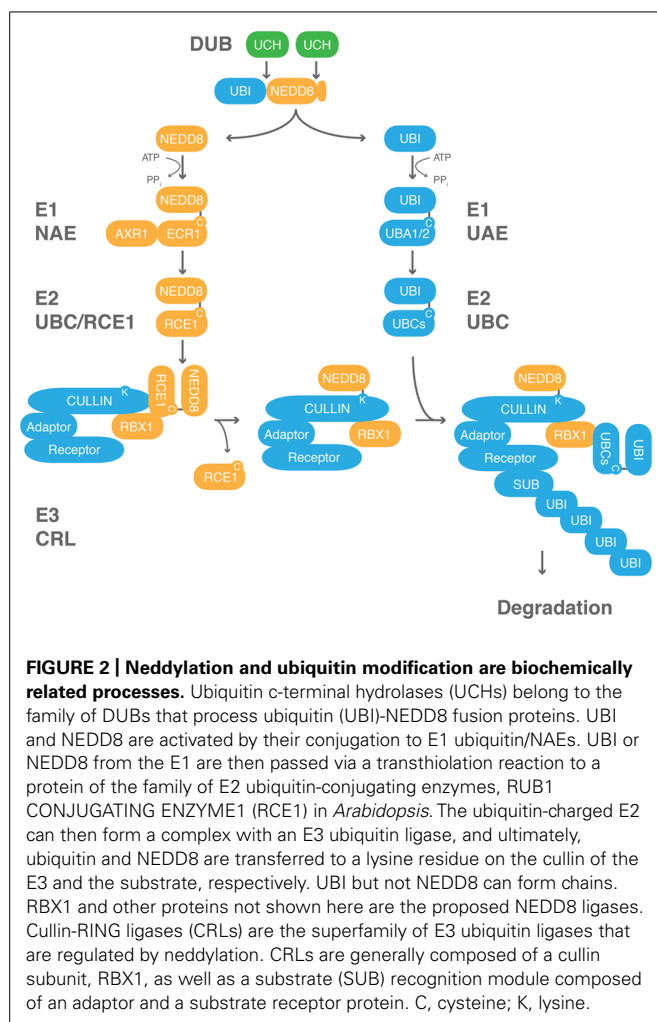 DUB
UCH UCH
UBI NEDD8
NEDD8 UBI
ATP ATP
PPi PPi
NEDD8 UBI
E1 E1
NAE AXR1 ECR1 C UBA1/2 C UAE
E2 NEDD8 UBI E2
UBC/RCE1 RCE1 C UBCs C UBC
CULLIN K RCE1 C NEDD8
Adaptor RBX1
Receptor
RCE1 C
NEDD8
K
CULLIN
Adaptor RBX1
Receptor
NEDD8
K
CULLIN
Adaptor RBX1 UBCs C UBI
Receptor
SUB
UBI
UBI
UBI
UBI
E3
CRL
Degradation
FIGURE 2 | Neddylation and ubiquitin modification are biochemically
related processes. Ubiquitin c-terminal hydrolases (UCHs) belong to the
family of DUBs that process ubiquitin (UBI)-NEDD8 fusion proteins. UBI
and NEDD8 are activated by their conjugation to E1 ubiquitin/NAEs. UBI or
NEDD8 from the E1 are then passed via a transthiolation reaction to a
protein of the family of E2 ubiquitin-conjugating enzymes, RUB1
CONJUGATING ENZYME1 (RCE1) in Arabidopsis. The ubiquitin-charged E2
can then form a complex with an E3 ubiquitin ligase, and ultimately,
ubiquitin and NEDD8 are transferred to a lysine residue on the cullin of the
E3 and the substrate, respectively. UBI but not NEDD8 can form chains.
RBX1 and other proteins not shown here are the proposed NEDD8 ligases.
Cullin-RING ligases (CRLs) are the superfamily of E3 ubiquitin ligases that
are regulated by neddylation. CRLs are generally composed of a cullin
subunit, RBX1, as well as a substrate (SUB) recognition module composed
of an adaptor and a substrate receptor protein. C, cysteine; K, lysine.